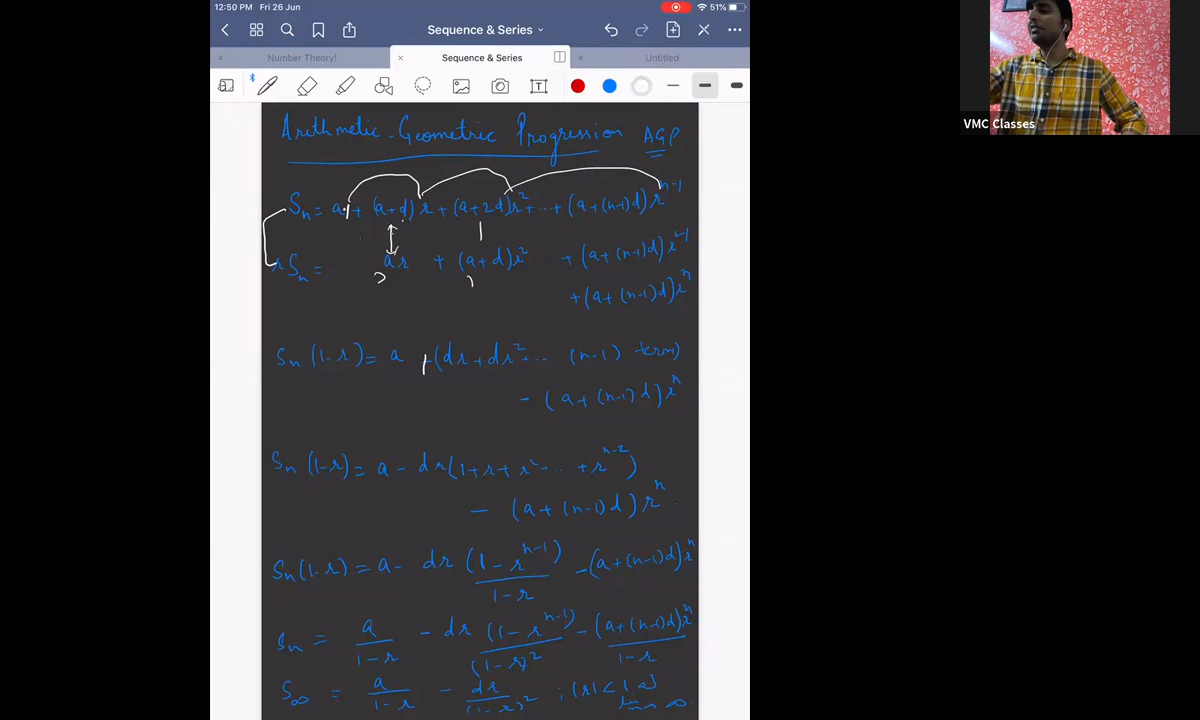 12:50 PM Fri 26 Jun
51%
Sequence & Series
Number Theory!
Sequence & Series
Untitled
VMC Classes
Arithmetic-Geometric Progression AGP
Sn = a·1 + (a+d) r + (a+2d)r² + ... + (a+(n-1)d) r^(n-1)
rSn = ar + (a+d)r² + (a+(n-1)d) r^(n-1)
+ (a+(n-1)d) r^n
Sn (1-r) = a (dr + dr² ... (n-1) term)
- (a+(n-1)d) r^n
Sn (1-r) = a - dr (1+r+r² ... + r^(n-2))
- (a+(n-1)d) r^n
Sn (1-r) = a - dr (1-r^(n-1))/(1-r) - (a+(n-1)d) r^n
Sn = a/(1-r) - dr (1-r^(n-1))/(1-r)² - (a+(n-1)d) r^n/(1-r)
S∞ = a/(1-r) - dr/(1-r)² ; |r| <